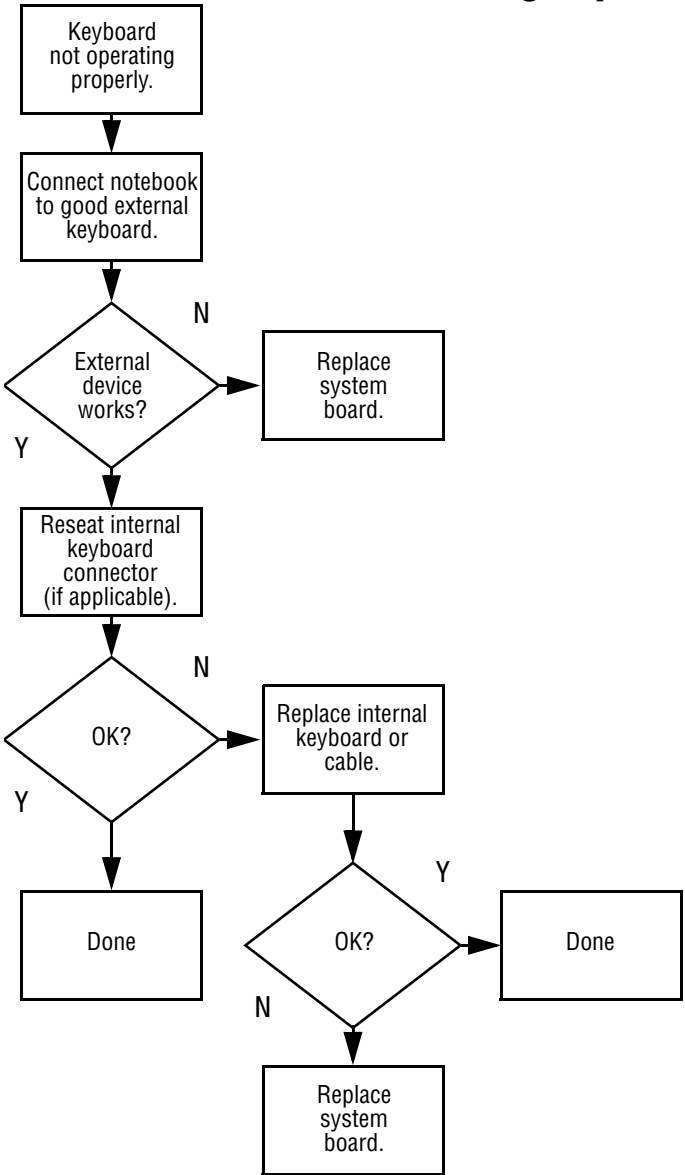 Keyboard
not operating
properly.
Connect notebook
to good external
keyboard.
N
External
device
works?
Replace
system
board.
Y
Reseat internal
keyboard
connector
(if applicable).
N
OK?
Replace internal
keyboard or
cable.
Y
Y
Done
OK?
Done
N
Replace
system
board.